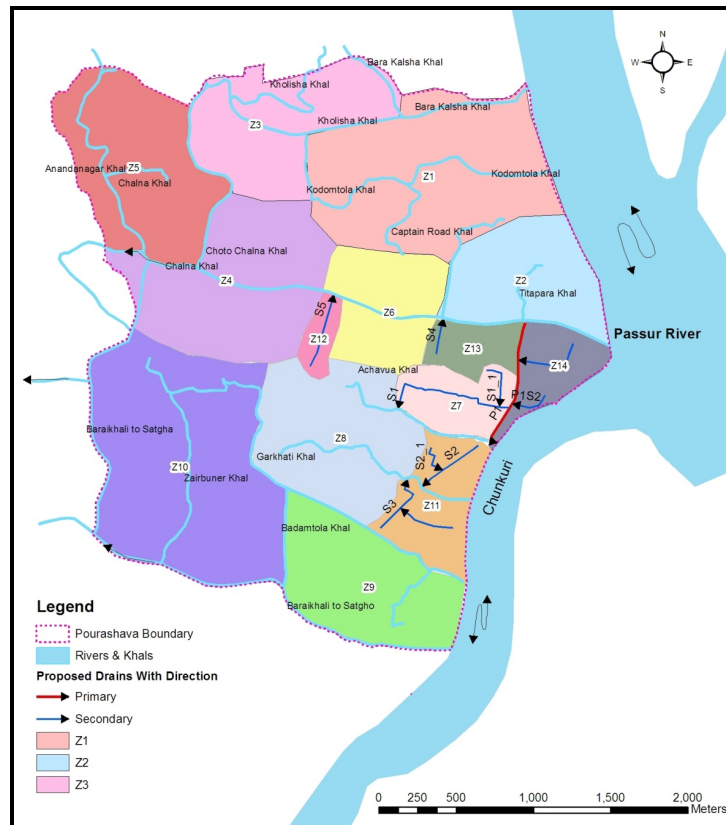 N
W E
S
Bara Kalsha Khal
Kholisha Khal
Bara Kalsha Khal
Kholisha Khal
Z3
Z5
Anandanagar Khal
Chalna Khal
Z1
Kodomtola Khal
Kodomtola Khal
Captain Road Khal
Choto Chalna Khal
Chalna Khal
Z4
Z2
Titapara Khal
Z6
S5
S4
Passur River
Z12
Z13
Z14
Achavua Khal
S1
S1_1
Z7
P1
P1S2
Baraikhali to Satgha
Z8
Garkhati Khal
S2_1
S2
Z10
Zairbuner Khal
Chunkuri
S3
Z11
Badamtola Khal
Z9
Baraikhali to Satgho
Legend
Pourashava Boundary
Rivers & Khals
Proposed Drains With Direction
Primary
Secondary
Z1
Z2
Z3
0 250 500 1,000 1,500 2,000
Meters